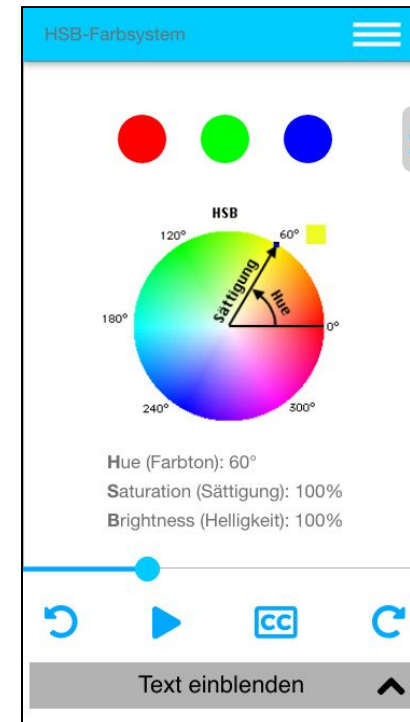 HSB-Farbsystem
HSB
120°
60°
Sättigung
Hue
180°
0°
240°
300°
Hue (Farbton): 60°
Saturation (Sättigung): 100%
Brightness (Helligkeit): 100%
CC
Text einblenden